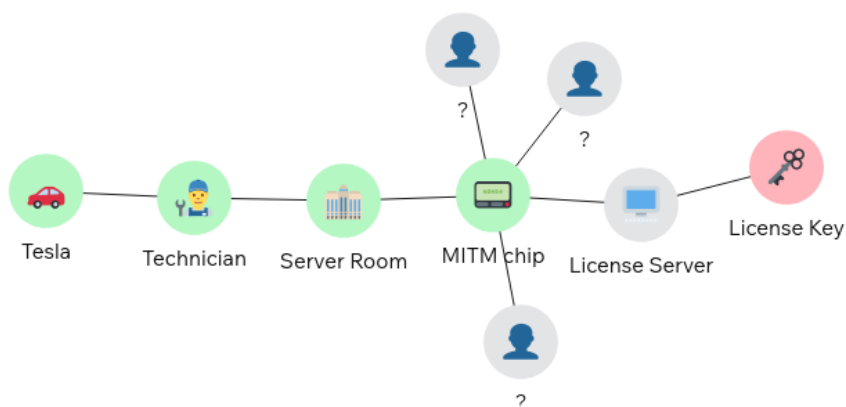 ?
?
Tesla
Technician
Server Room
MITM chip
License Server
License Key
?